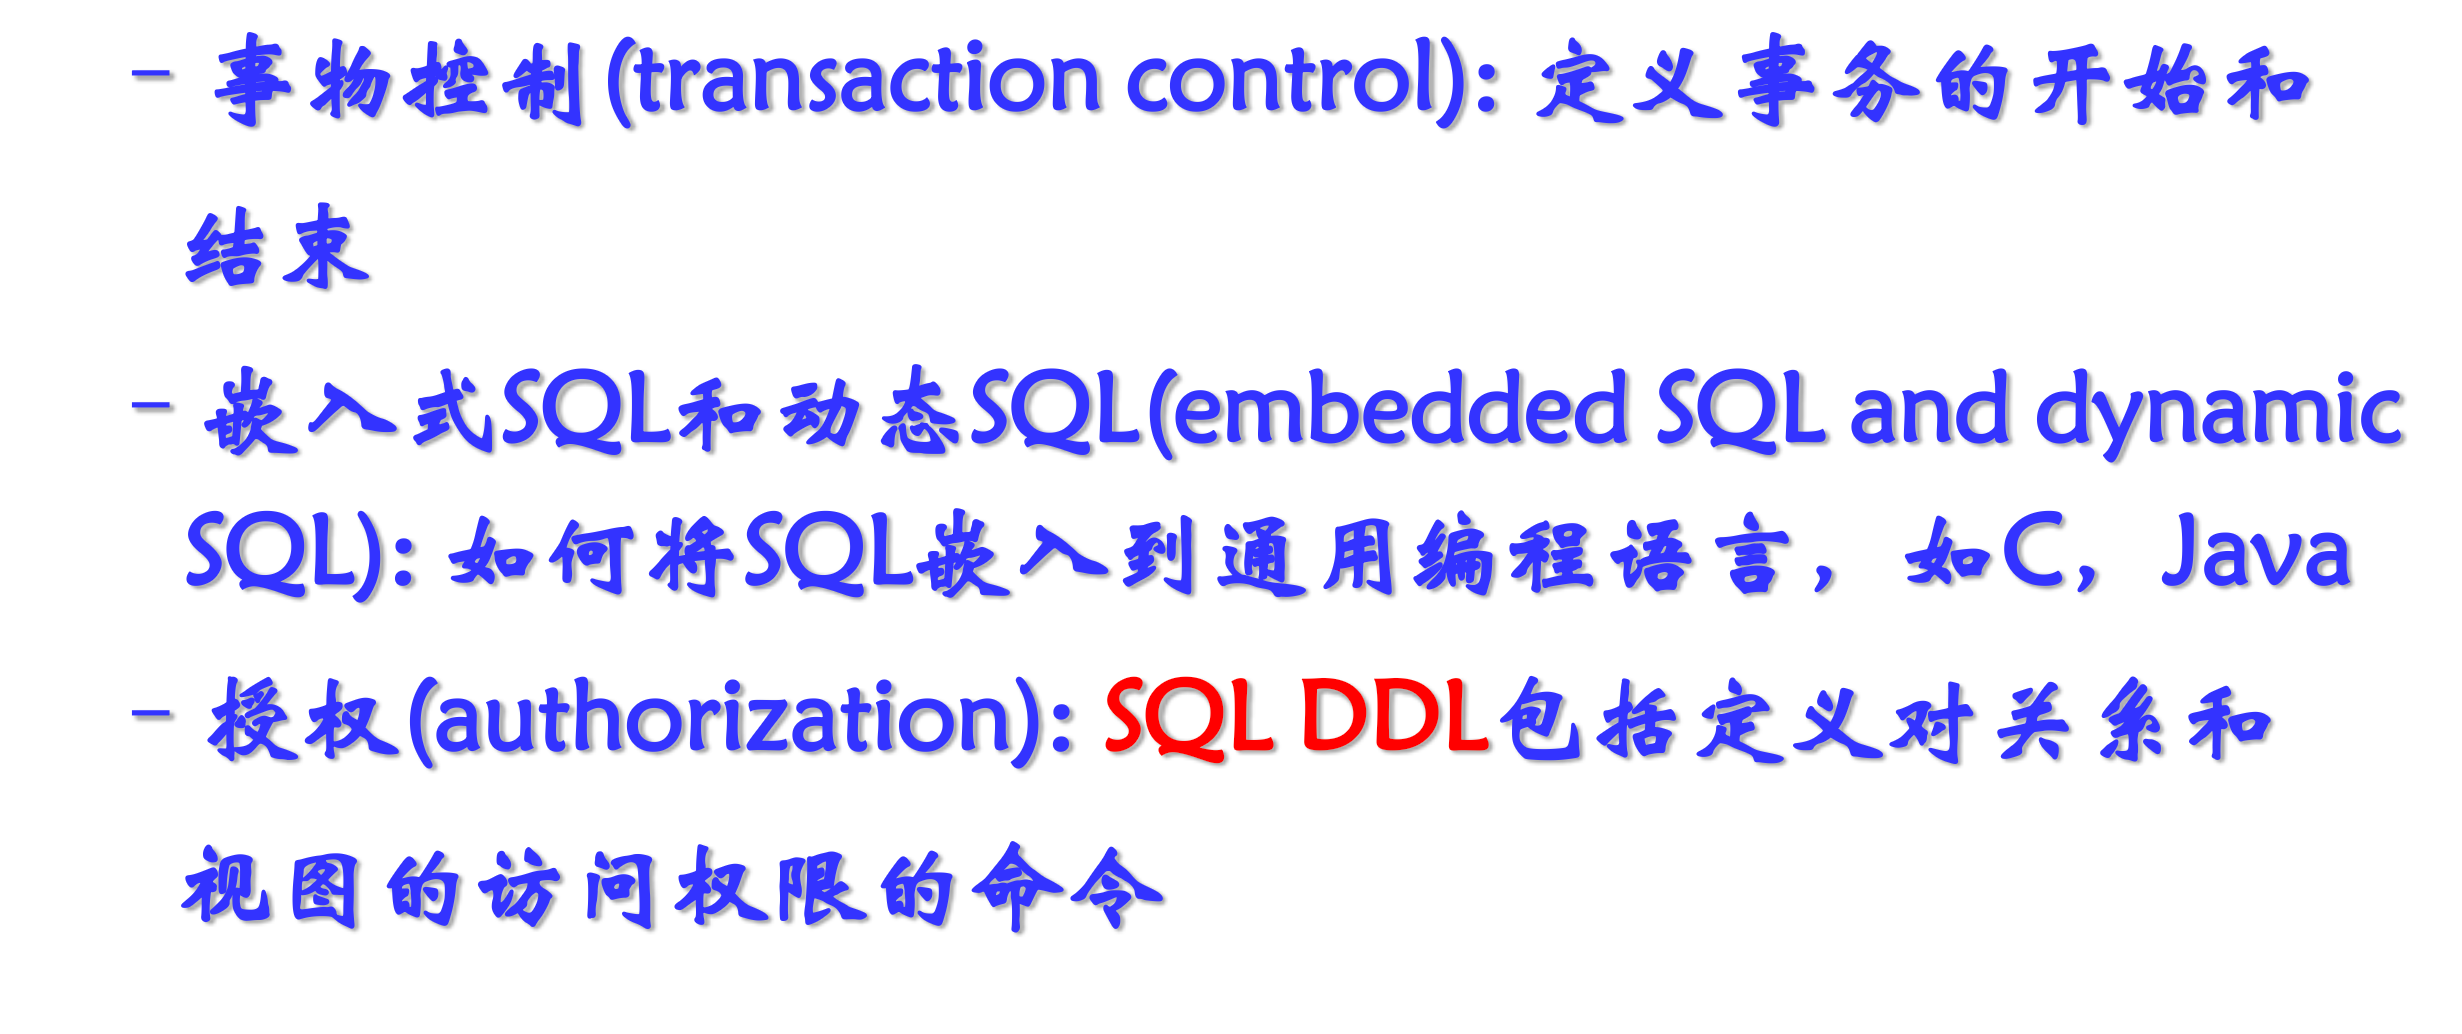 – 事物控制(transaction control): 定义事务的开始和
结束
– 嵌入式SQL和动态SQL(embedded SQL and dynamic
SQL): 如何将SQL嵌入到通用编程语言，如C，Java
– 授权(authorization): SQL DDL包括定义对关系和
视图的访问权限的命令